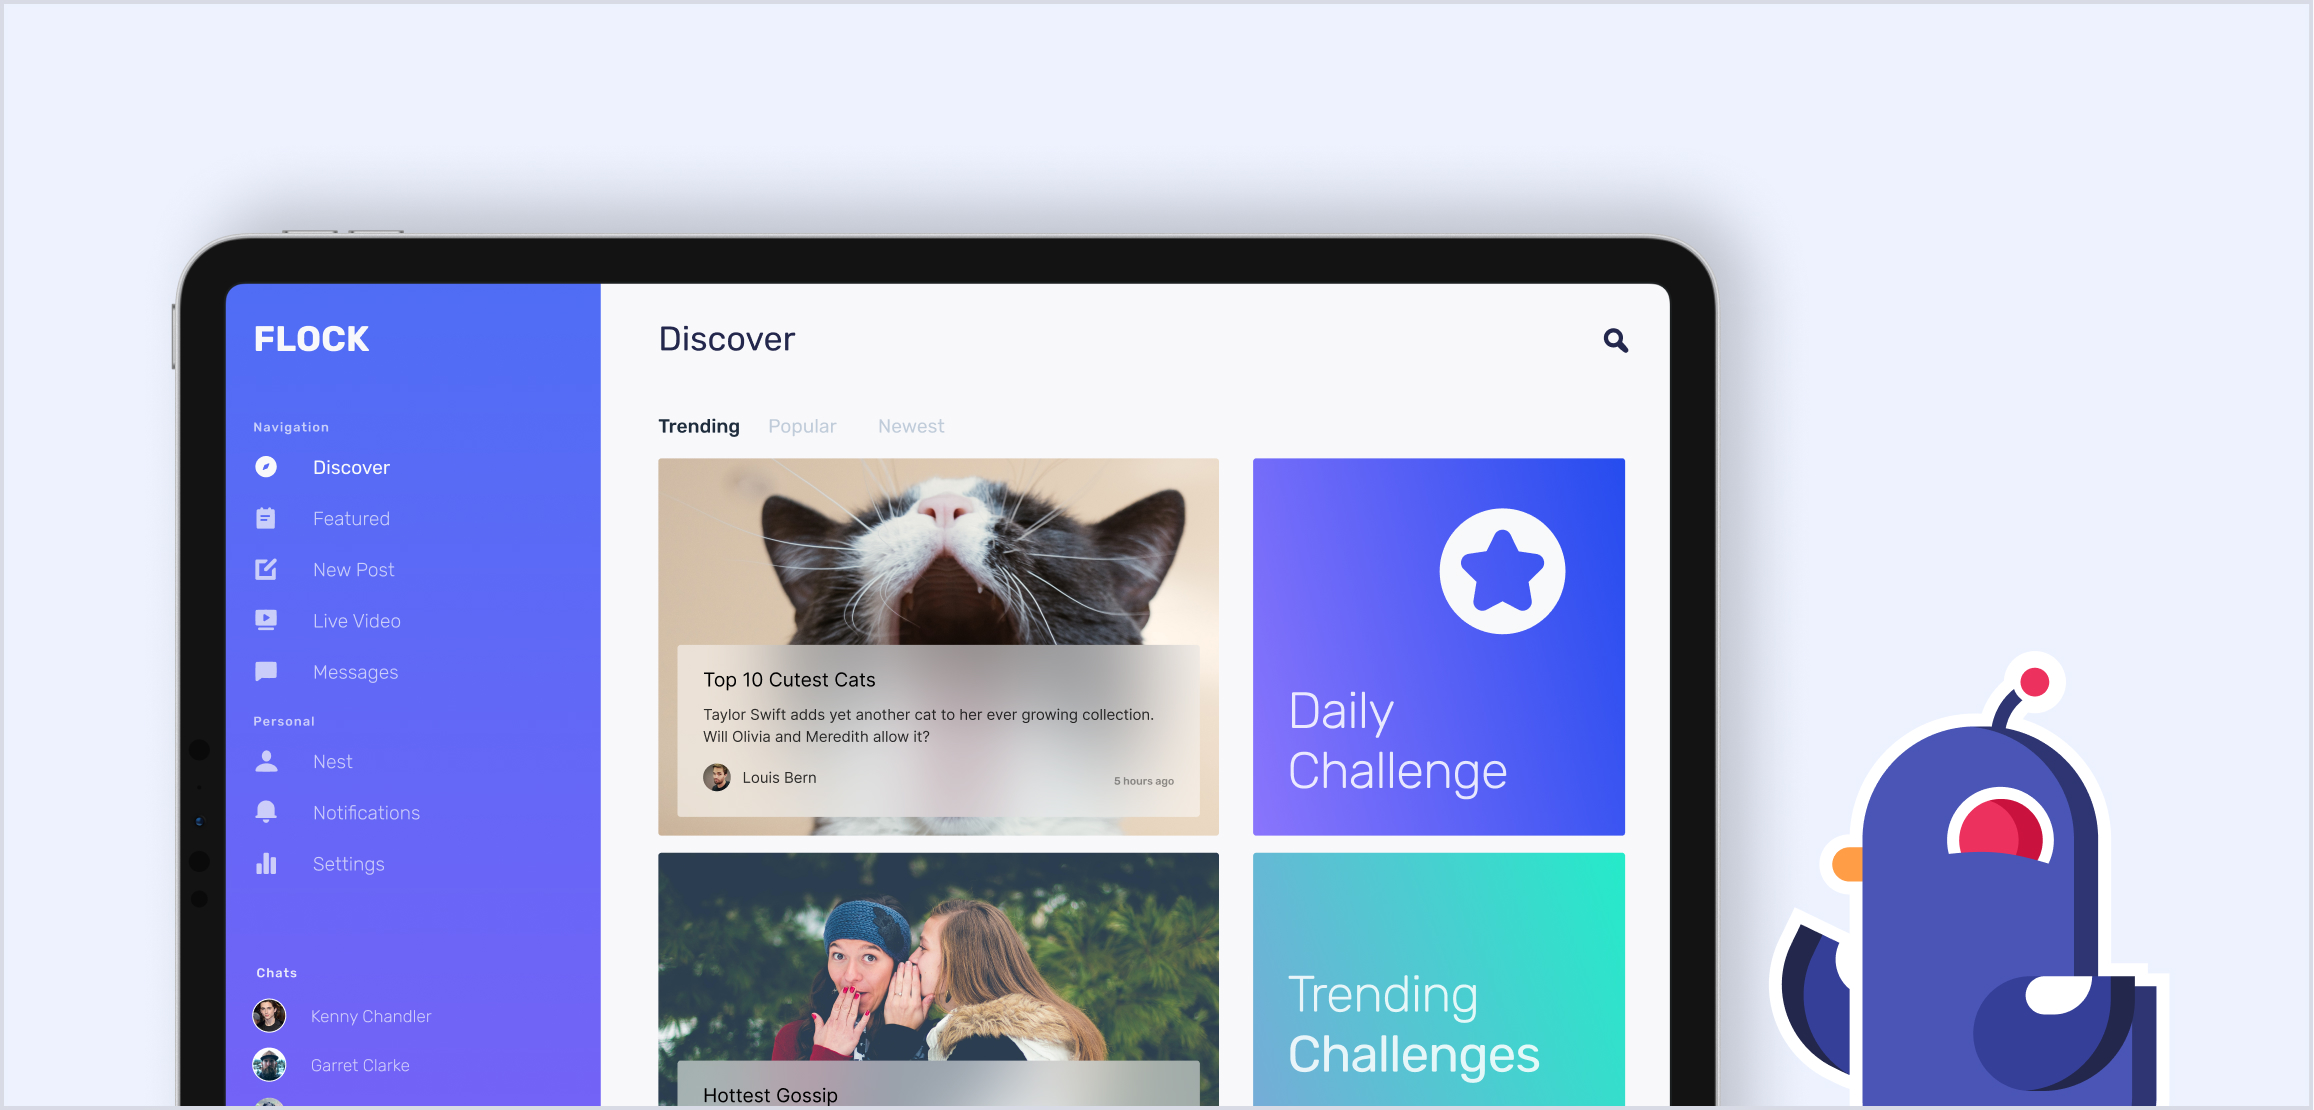 FLOCK
Navigation
Discover
Featured
New Post
Live Video
Messages
Personal
Nest
Notifications
Settings
Chats
Kenny Chandler
Garret Clarke
Discover
Trending
Popular
Newest
Top 10 Cutest Cats
Taylor Swift adds yet another cat to her ever growing collection.
Will Olivia and Meredith allow it?
Louis Bern
5 hours ago
Daily
Challenge
Hottest Gossip
Trending
Challenges